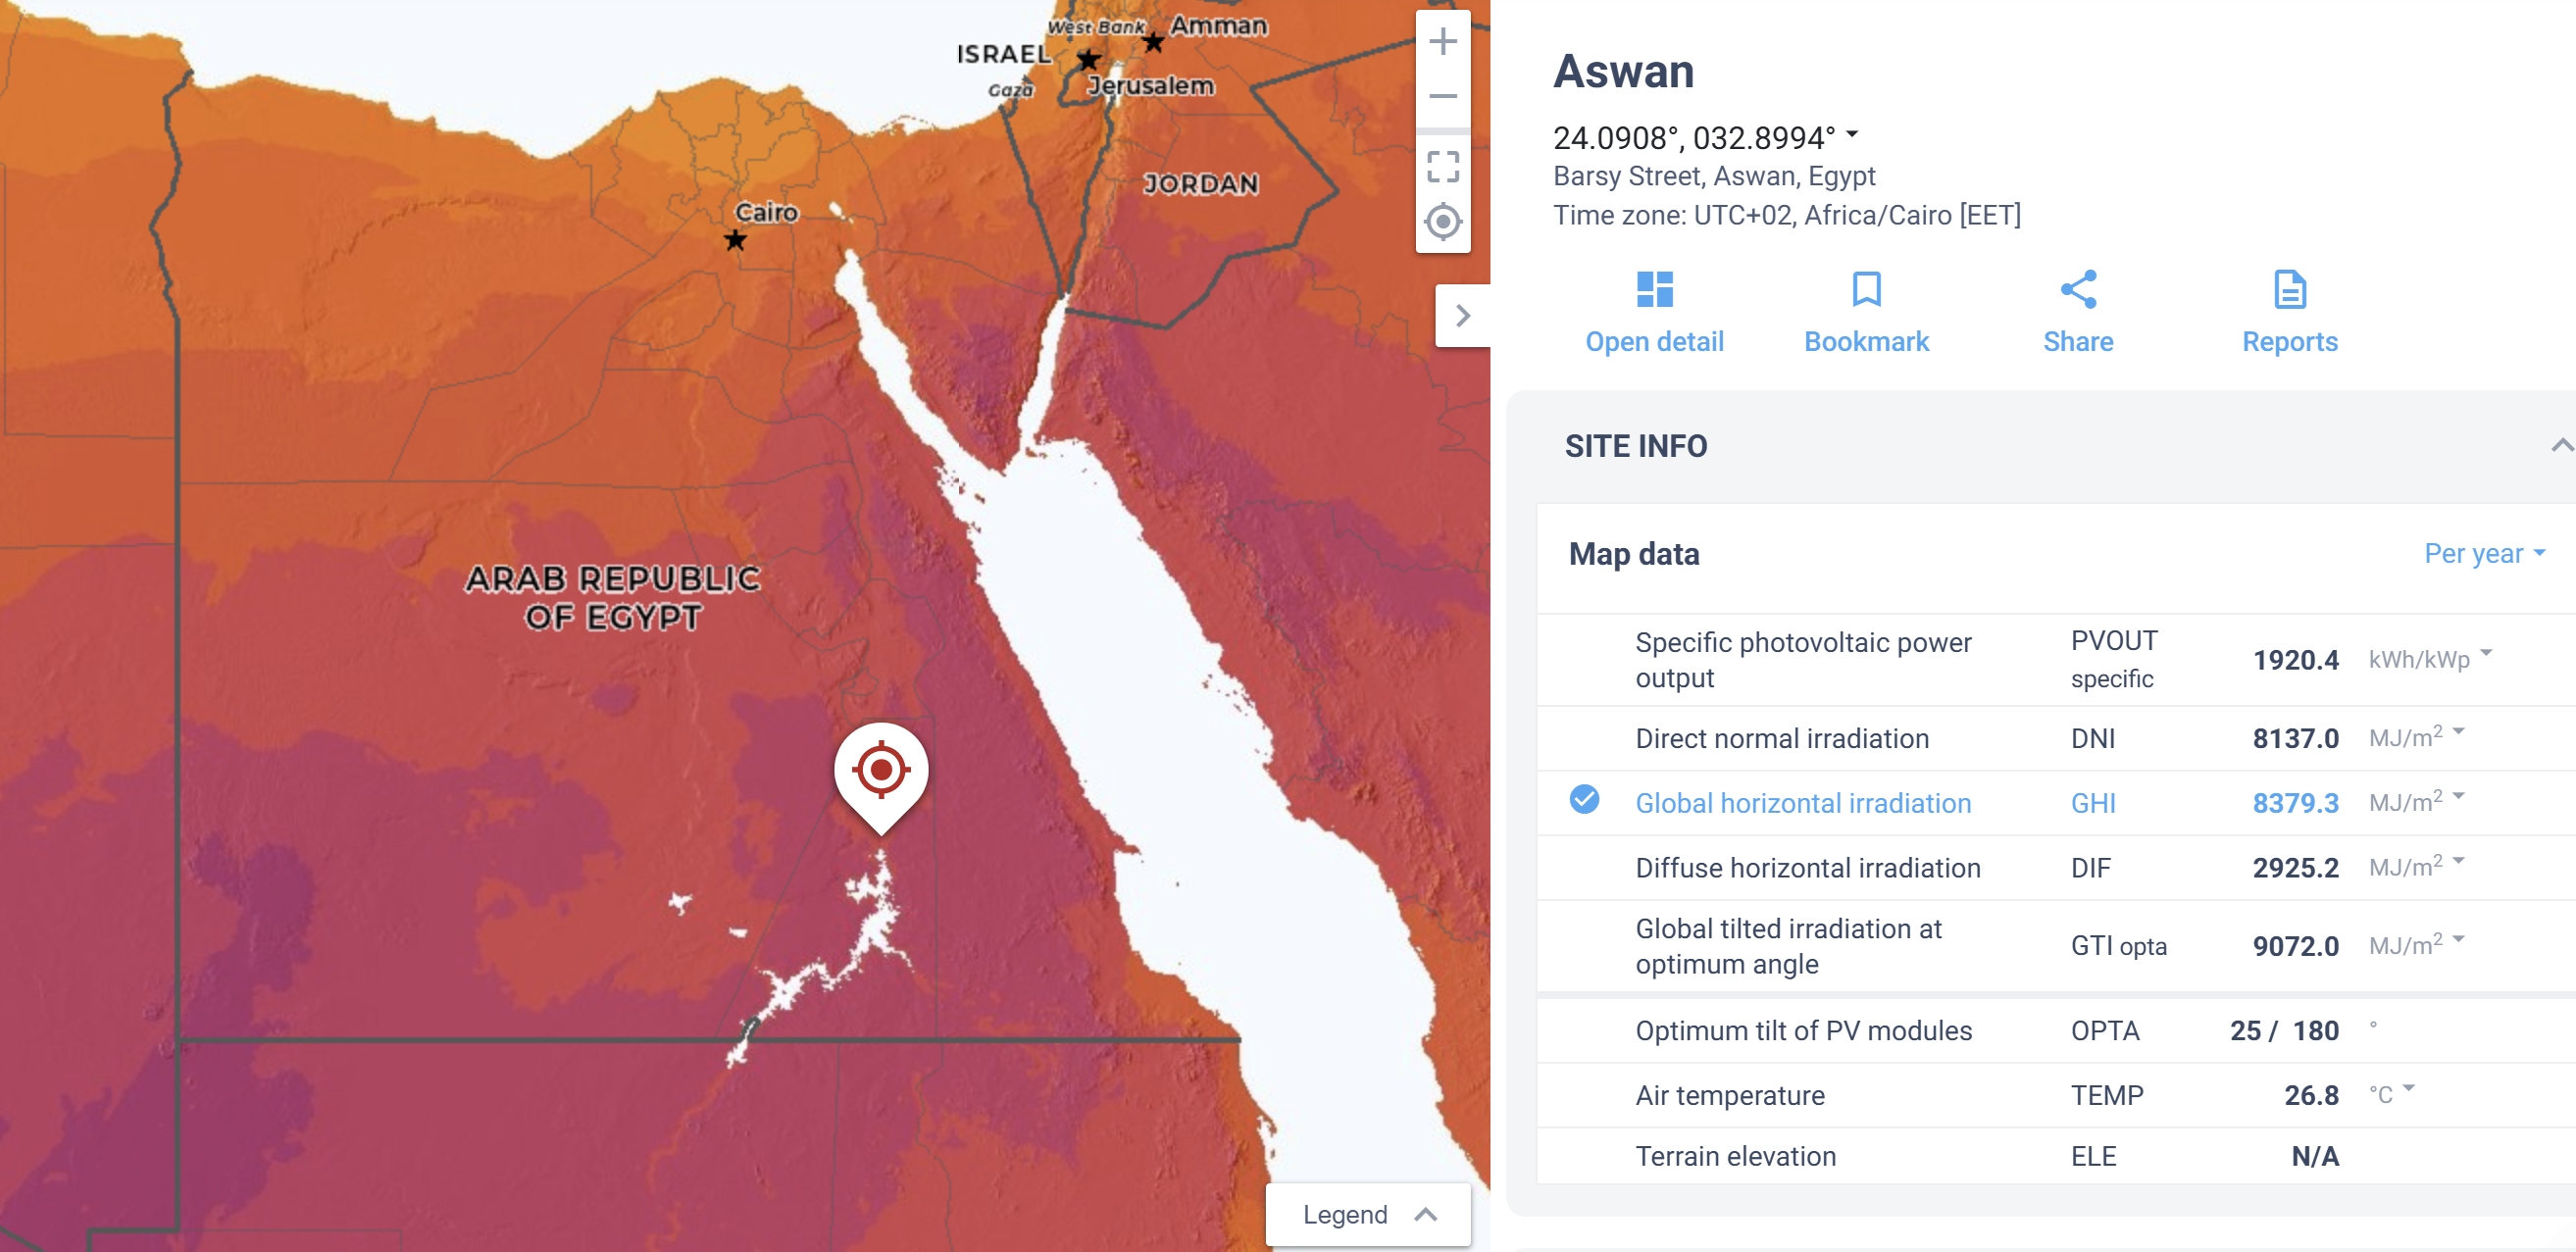 West Bank
Amman
ISRAEL
Gaza
Jerusalem
JORDAN
Cairo
ARAB REPUBLIC
OF EGYPT
Legend
Aswan
24.0908°, 032.8994°
Barsy Street, Aswan, Egypt
Time zone: UTC+02, Africa/Cairo [EET]
Open detail Bookmark Share Reports
SITE INFO
Map data Per year
Specific photovoltaic power
output
PVOUT
specific
1920.4 kWh/kWp
Direct normal irradiation DNI 8137.0 MJ/m²
Global horizontal irradiation GHI 8379.3 MJ/m²
Diffuse horizontal irradiation DIF 2925.2 MJ/m²
Global tilted irradiation at
optimum angle
GTI opta 9072.0 MJ/m²
Optimum tilt of PV modules OPTA 25 / 180 °
Air temperature TEMP 26.8 °C
Terrain elevation ELE N/A